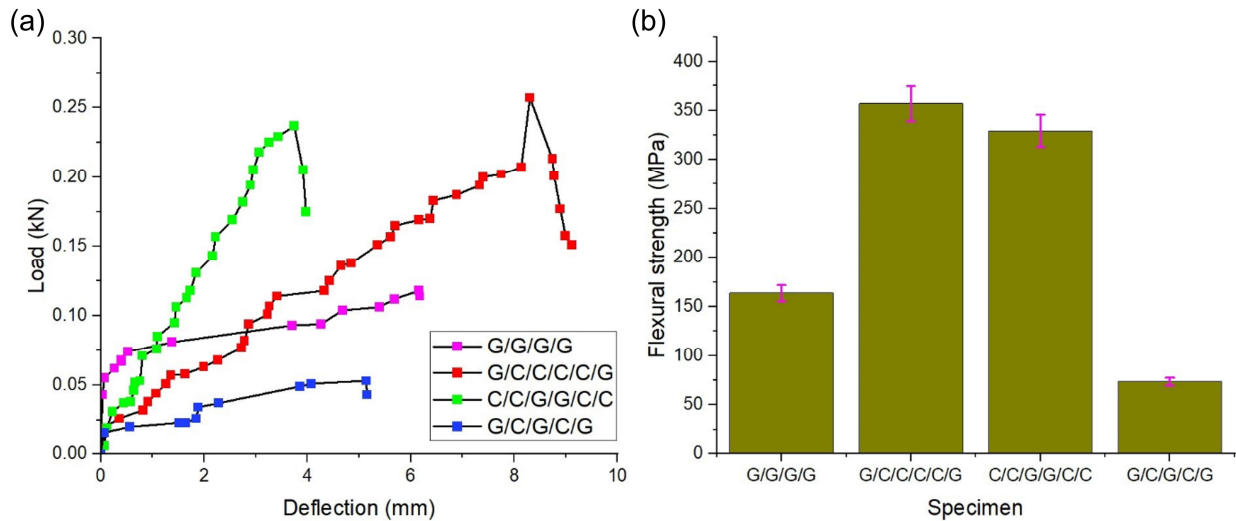 (a)
0.30
0.25
0.20
0.15
0.10
0.05
0.00
Load (kN)
0 2 4 6 8 10
Deflection (mm)
G/G/G/G
G/C/C/C/C/G
C/C/G/G/C/C
G/C/G/C/G
(b)
400
350
300
250
200
150
100
50
0
Flexural strength (MPa)
G/G/G/G G/C/C/C/C/G C/C/G/G/C/C G/C/G/C/G
Specimen